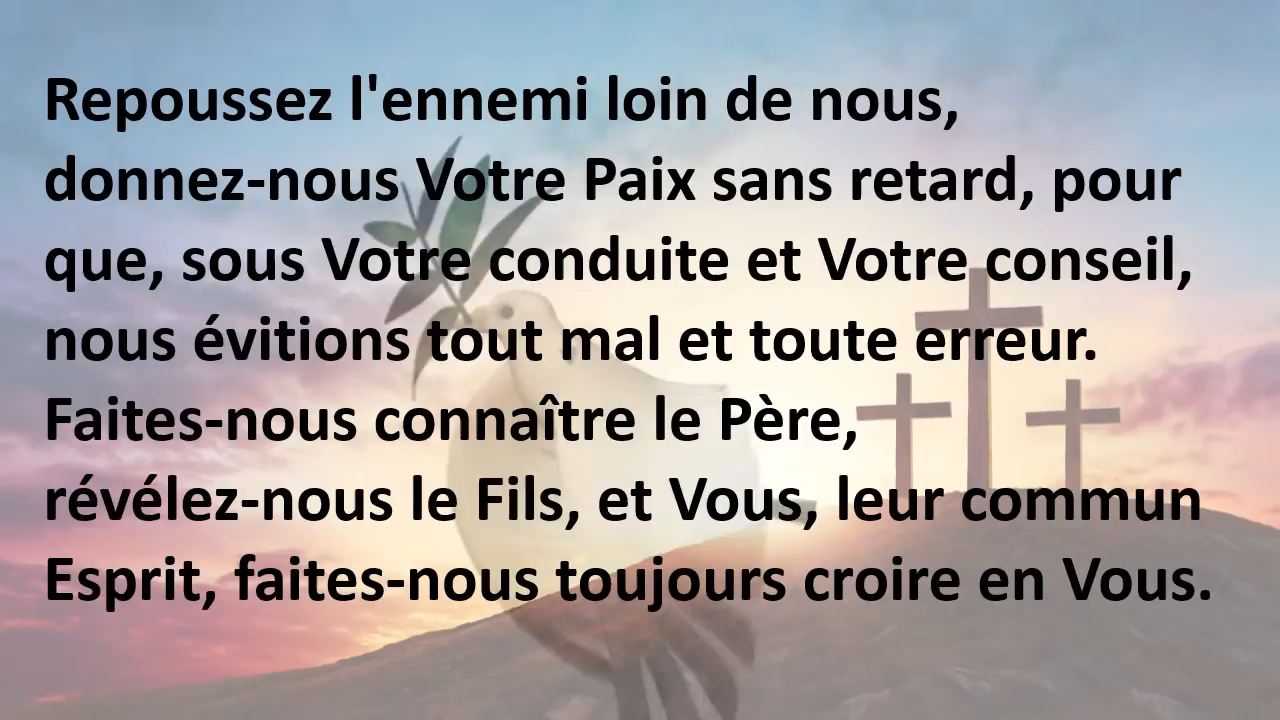 Repoussez l'ennemi loin de nous,
donnez-nous Votre Paix sans retard, pour
que, sous Votre conduite et Votre conseil,
nous évitions tout mal et toute erreur.
Faites-nous connaître le Père,
révélez-nous le Fils, et Vous, leur commun
Esprit, faites-nous toujours croire en Vous.